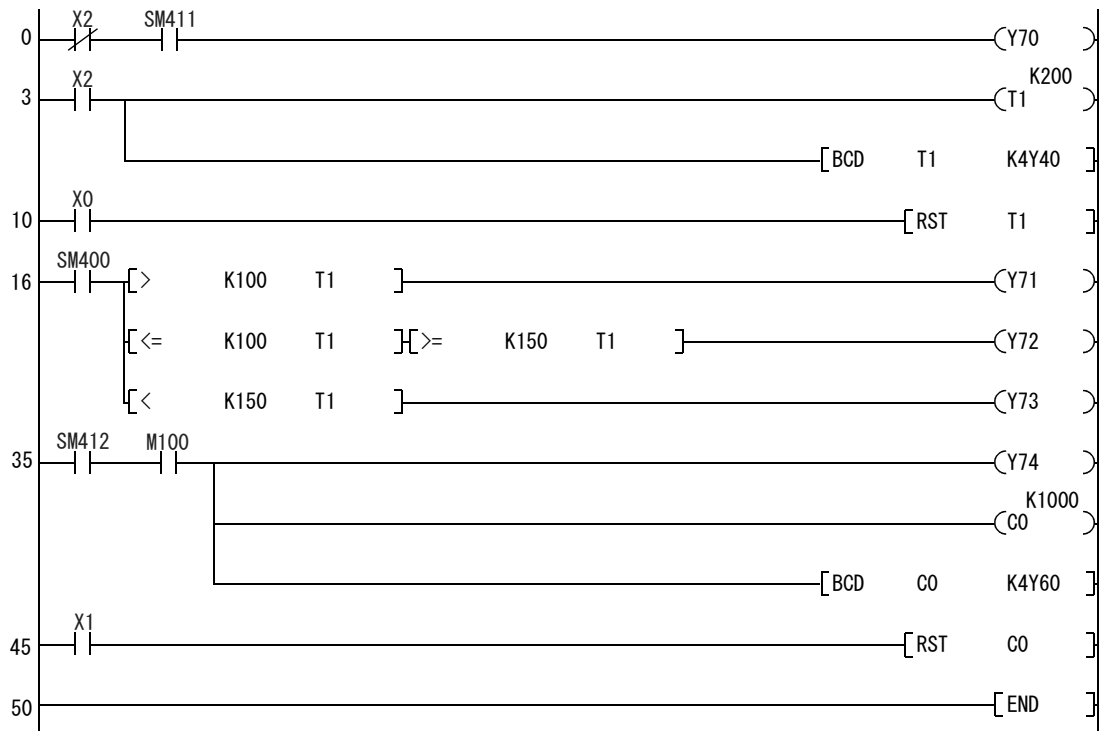 X2 SM411
0 Y70
X2 K200
3 T1
BCD T1 K4Y40
X0
10 RST T1
SM400
16 > K100 T1 Y71
<= K100 T1 >= K150 T1 Y72
< K150 T1 Y73
SM412 M100
35 Y74
K1000
C0
BCD C0 K4Y60
X1
45 RST C0
50 END